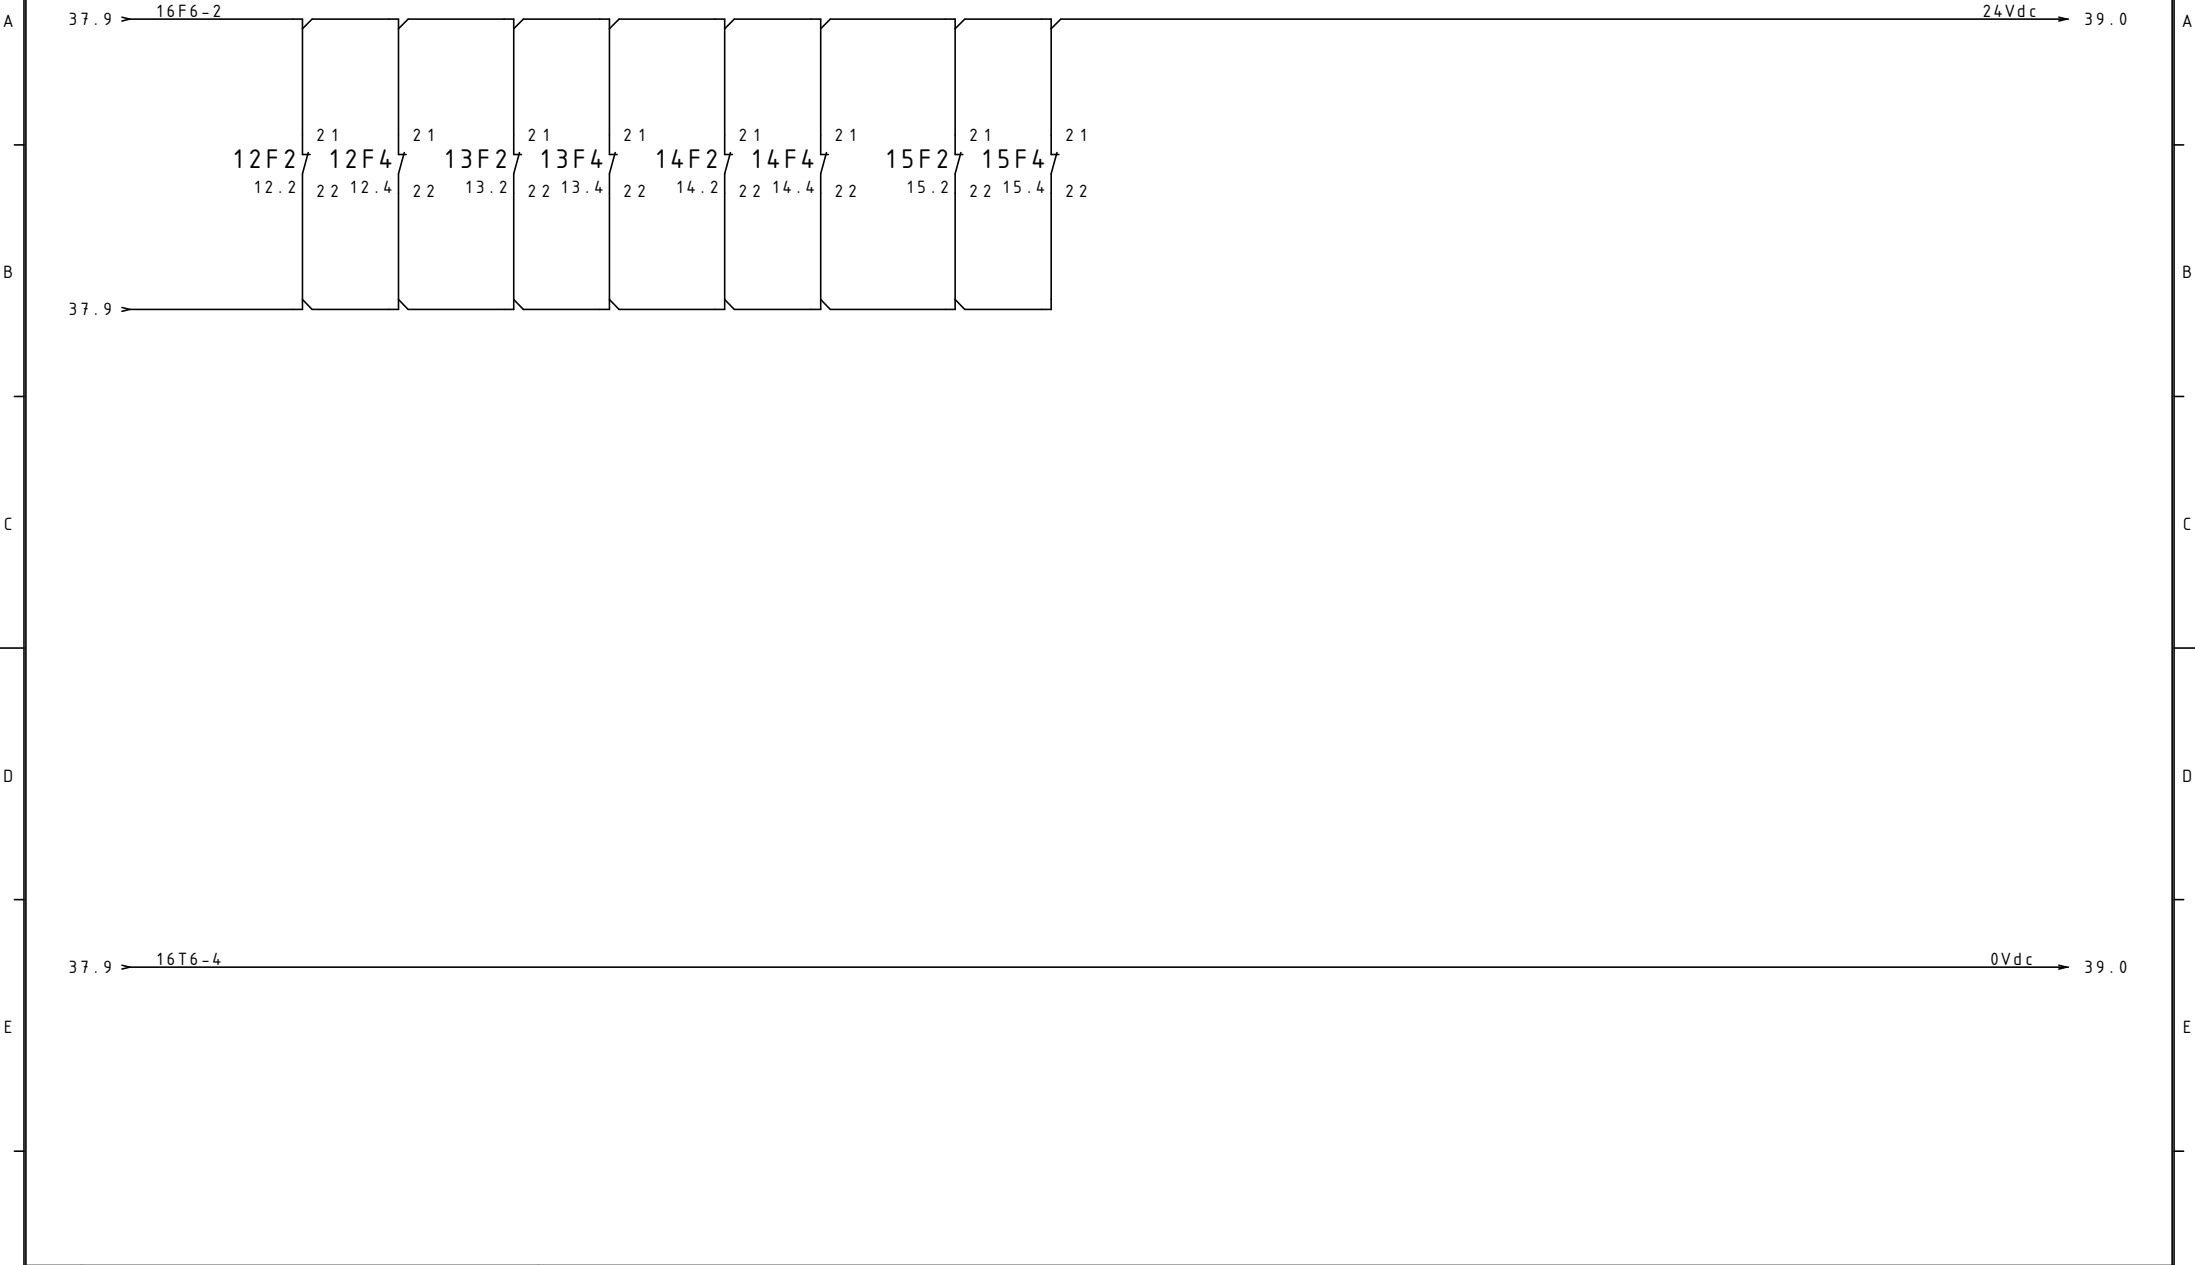 A 37.9 16F6-2 24Vdc 39.0 A
21 21 21 21 21 21 21 21
12F2 12F4 13F2 13F4 14F2 14F4 15F2 15F4
12.2 22 12.4 22 13.2 22 13.4 22 14.2 22 14.4 22 15.2 22 15.4 22
B B
37.9
C C
D D
37.9 16T6-4 0Vdc 39.0
E E